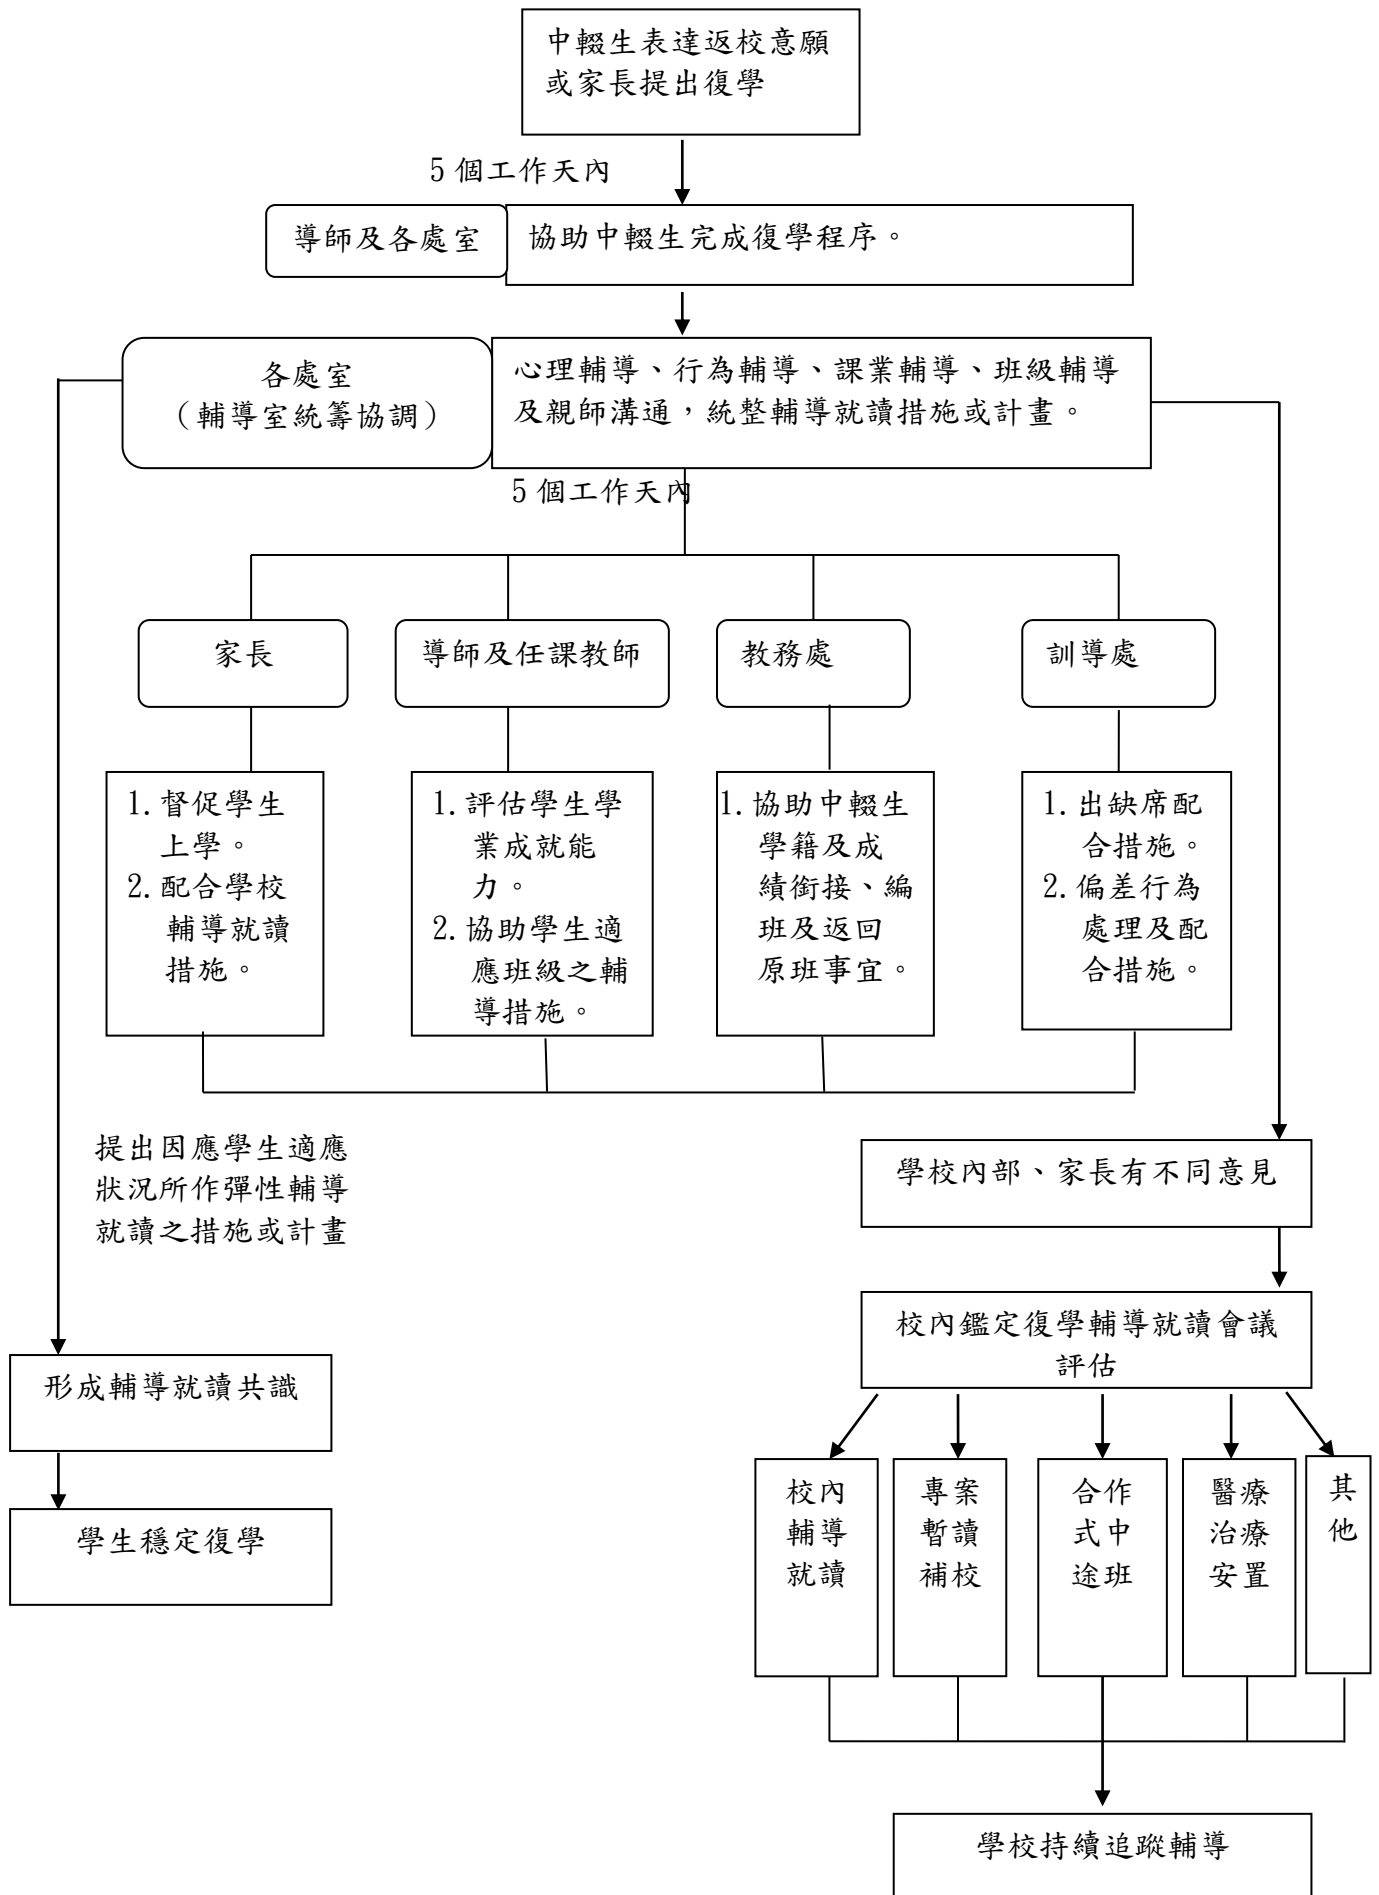 中輟生表達返校意願
或家長提出復學
5個工作天內
導師及各處室
協助中輟生完成復學程序。
各處室
（輔導室統籌協調）
心理輔導、行為輔導、課業輔導、班級輔導
及親師溝通，統整輔導就讀措施或計畫。
5個工作天內
家長
導師及任課教師
教務處
訓導處
1.督促學生
上學。
2.配合學校
輔導就讀
措施。
1.評估學生學
業成就能
力。
2.協助學生適
應班級之輔
導措施。
1.協助中輟生
學籍及成
績銜接、編
班及返回
原班事宜。
1.出缺席配
合措施。
2.偏差行為
處理及配
合措施。
提出因應學生適應
狀況所作彈性輔導
就讀之措施或計畫
學校內部、家長有不同意見
校內鑑定復學輔導就讀會議
評估
形成輔導就讀共識
學生穩定復學
校內
輔導
就讀
專案
暫讀
補校
合作
式中
途班
醫療
治療
安置
其
他
學校持續追蹤輔導